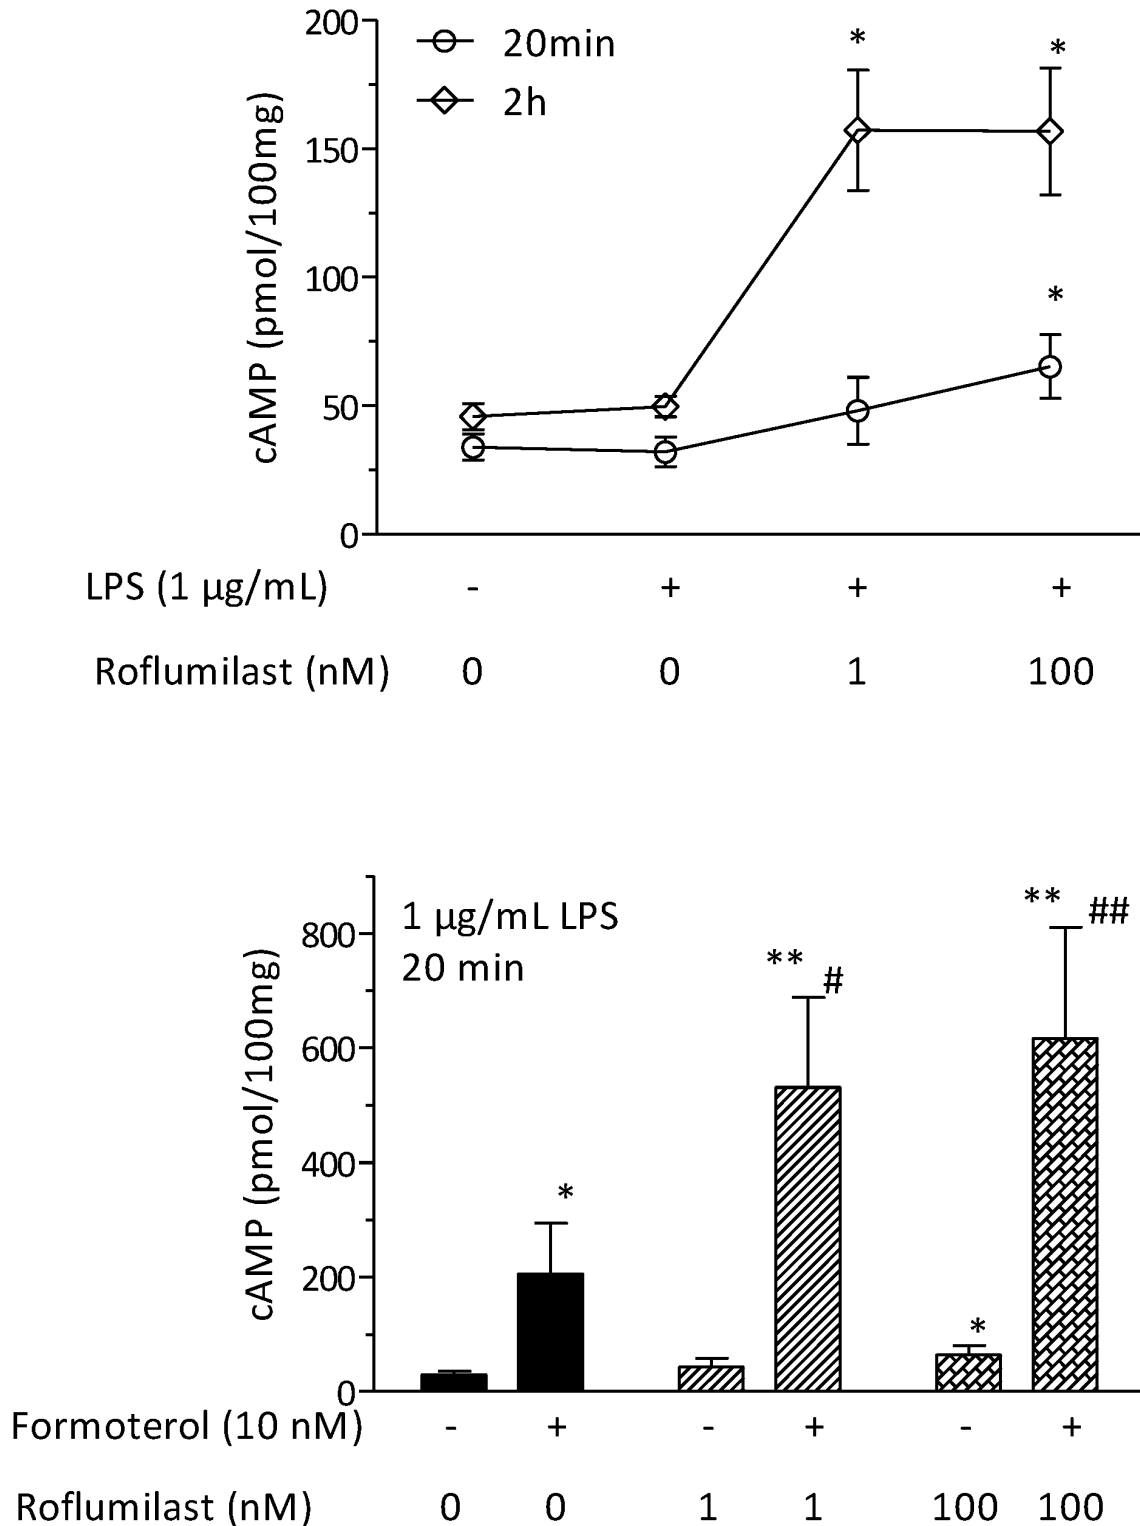 200
20min
2h
*
*
150
100
*
50
0
cAMP (pmol/100mg)
LPS (1 µg/mL) - + + +
Roflumilast (nM) 0 0 1 100
1 µg/mL LPS
20 min
** ##
800
** #
600
400
*
200
*
0
cAMP (pmol/100mg)
Formoterol (10 nM) - + - + - +
Roflumilast (nM) 0 0 1 1 100 100